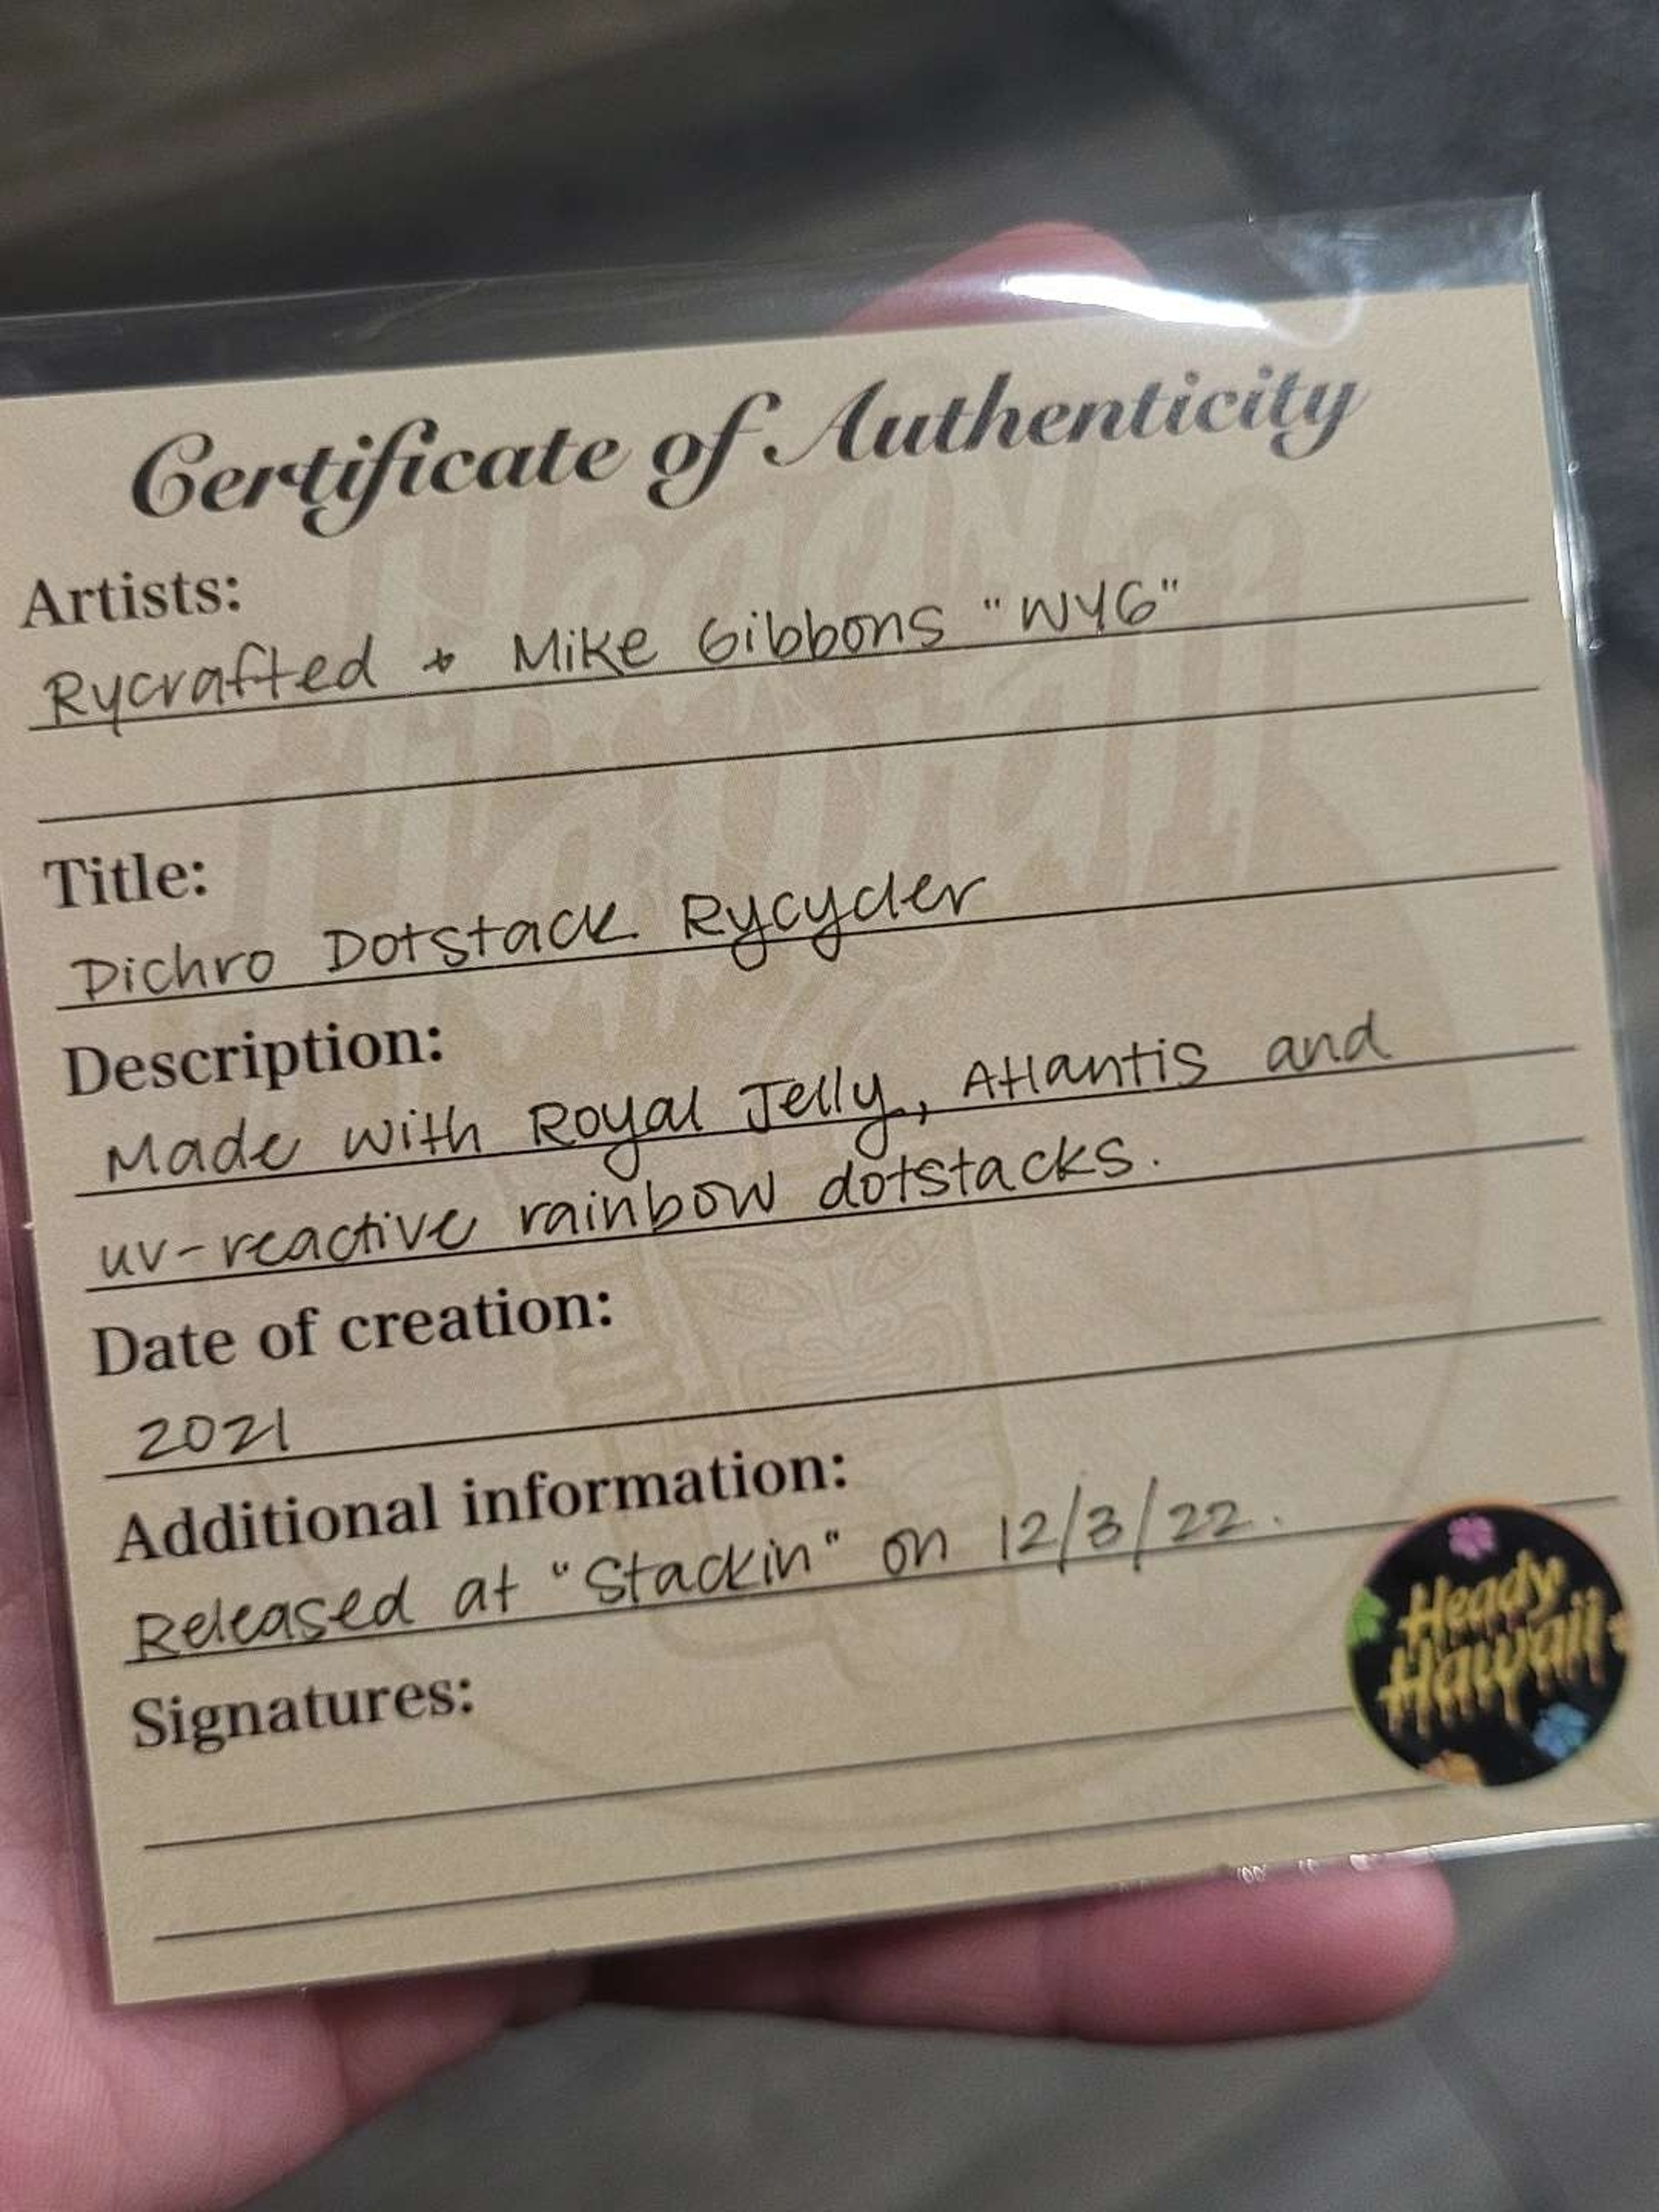 Certificate of Authenticity
Artists:
Rycrafted + Mike Gibbons "WYG"
Title:
Dichro Dotstack Rycycler
Description:
Made with Royal Jelly, Atlantis and
uv-reactive rainbow dotstacks.
Date of creation:
2021
Additional information:
Released at "Stackin" on 12/3/22.
Signatures:
Heady
Hawaii